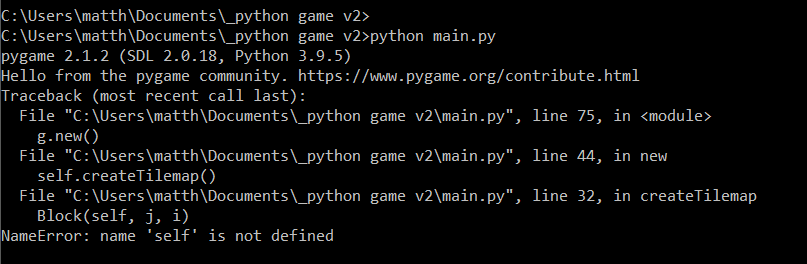 C:\Users\matth\Documents\_python game v2>
C:\Users\matth\Documents\_python game v2>python main.py
pygame 2.1.2 (SDL 2.0.18, Python 3.9.5)
Hello from the pygame community. https://www.pygame.org/contribute.html
Traceback (most recent call last):
  File "C:\Users\matth\Documents\_python game v2\main.py", line 75, in <module>
    g.new()
  File "C:\Users\matth\Documents\_python game v2\main.py", line 44, in new
    self.createTilemap()
  File "C:\Users\matth\Documents\_python game v2\main.py", line 32, in createTilemap
    Block(self, j, i)
NameError: name 'self' is not defined